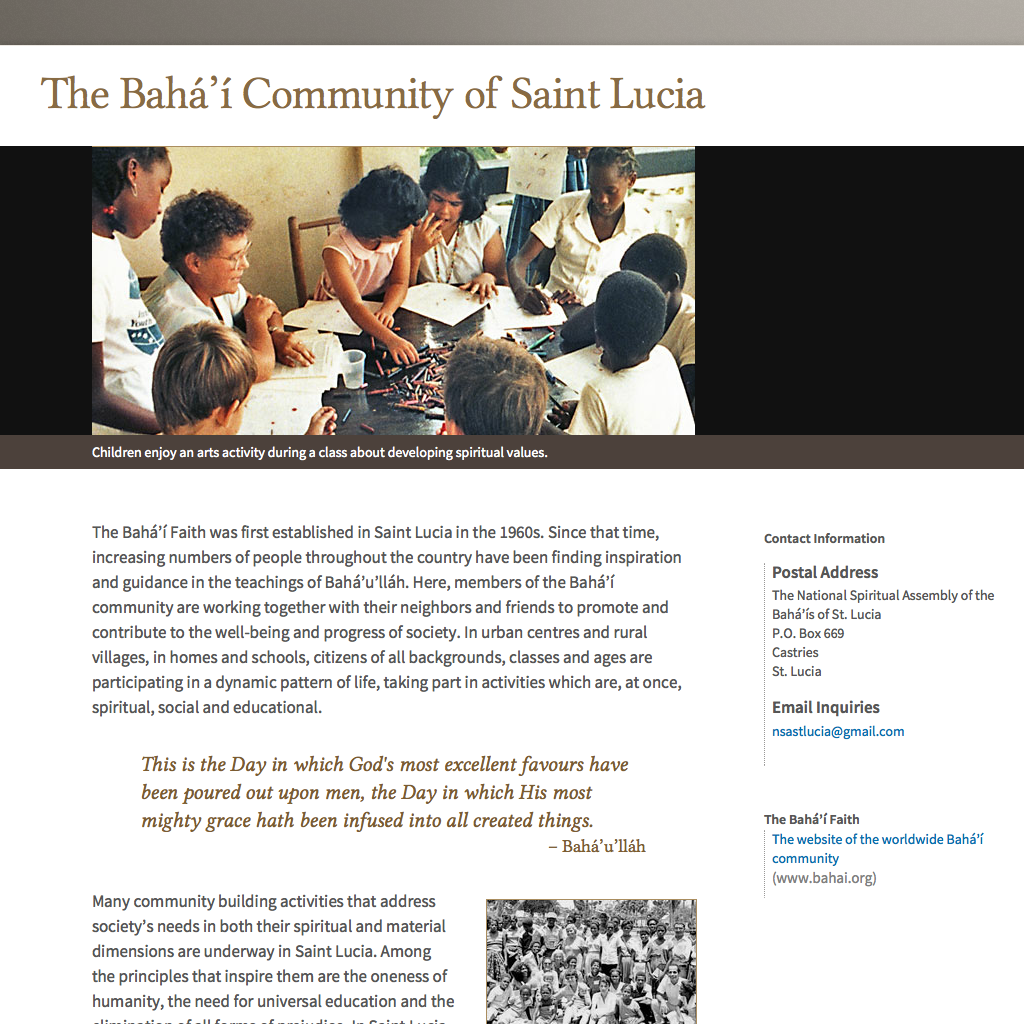 The Bahá’í Community of Saint Lucia
Children enjoy an arts activity during a class about developing spiritual values.
The Bahá’í Faith was first established in Saint Lucia in the 1960s. Since that time,
increasing numbers of people throughout the country have been finding inspiration
and guidance in the teachings of Bahá’u’lláh. Here, members of the Bahá’í
community are working together with their neighbors and friends to promote and
contribute to the well-being and progress of society. In urban centres and rural
villages, in homes and schools, citizens of all backgrounds, classes and ages are
participating in a dynamic pattern of life, taking part in activities which are, at once,
spiritual, social and educational.
This is the Day in which God's most excellent favours have
been poured out upon men, the Day in which His most
mighty grace hath been infused into all created things.
– Bahá’u’lláh
Many community building activities that address
society’s needs in both their spiritual and material
dimensions are underway in Saint Lucia. Among
the principles that inspire them are the oneness of
humanity, the need for universal education and the
elimination of all forms of prejudice. In Saint Lucia
Contact Information
Postal Address
The National Spiritual Assembly of the
Bahá’ís of St. Lucia
P.O. Box 669
Castries
St. Lucia
Email Inquiries
nsastlucia@gmail.com
The Bahá’í Faith
The website of the worldwide Bahá’í
community
(www.bahai.org)